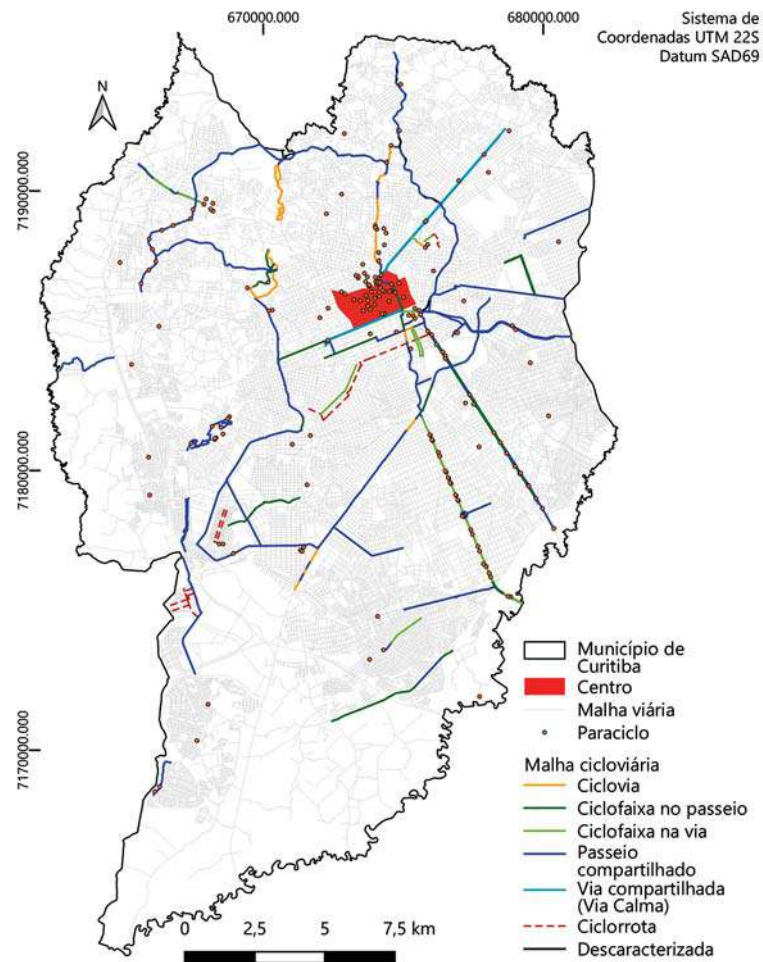 670000.000
680000.000
Sistema de
Coordenadas UTM 22S
Datum SAD69
N
7190000.000
7180000.000
7170000.000
Município de
Curitiba
Centro
Malha viária
Paraciclo
Malha cicloviária
Ciclovia
Ciclofaixa no passeio
Ciclofaixa na via
Passeio
compartilhado
Via compartilhada
(Via Calma)
Ciclorrota
Descaracterizada
0 2,5 5 7,5 km